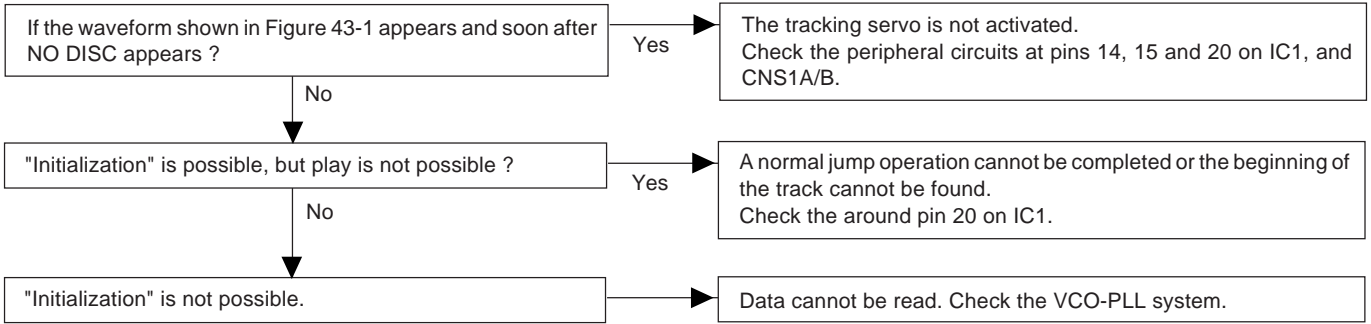 If the waveform shown in Figure 43-1 appears and soon after
NO DISC appears ?
Yes
The tracking servo is not activated.
Check the peripheral circuits at pins 14, 15 and 20 on IC1, and
CNS1A/B.
No
"Initialization" is possible, but play is not possible ?
Yes
A normal jump operation cannot be completed or the beginning of
the track cannot be found.
Check the around pin 20 on IC1.
No
"Initialization" is not possible.
Data cannot be read. Check the VCO-PLL system.